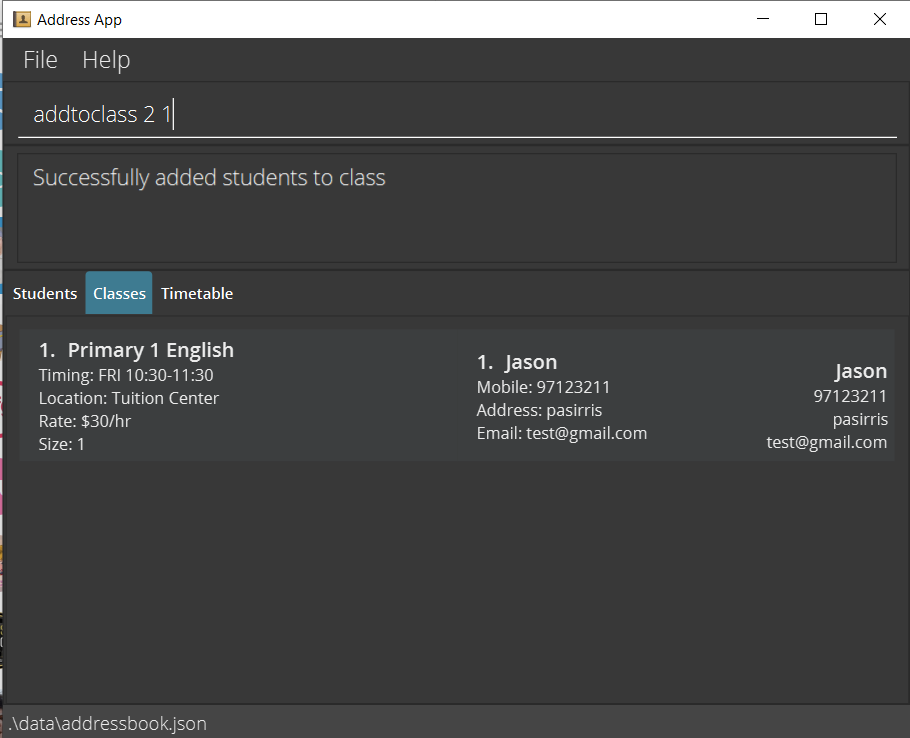 Address App
File Help
addtoclass 2 1
Successfully added students to class
Students Classes Timetable
1. Primary 1 English
Timing: FRI 10:30-11:30
Location: Tuition Center
Rate: $30/hr
Size: 1
1. Jason
Mobile: 97123211
Address: pasirris
Email: test@gmail.com
Jason
97123211
pasirris
test@gmail.com
.\data\addressbook.json